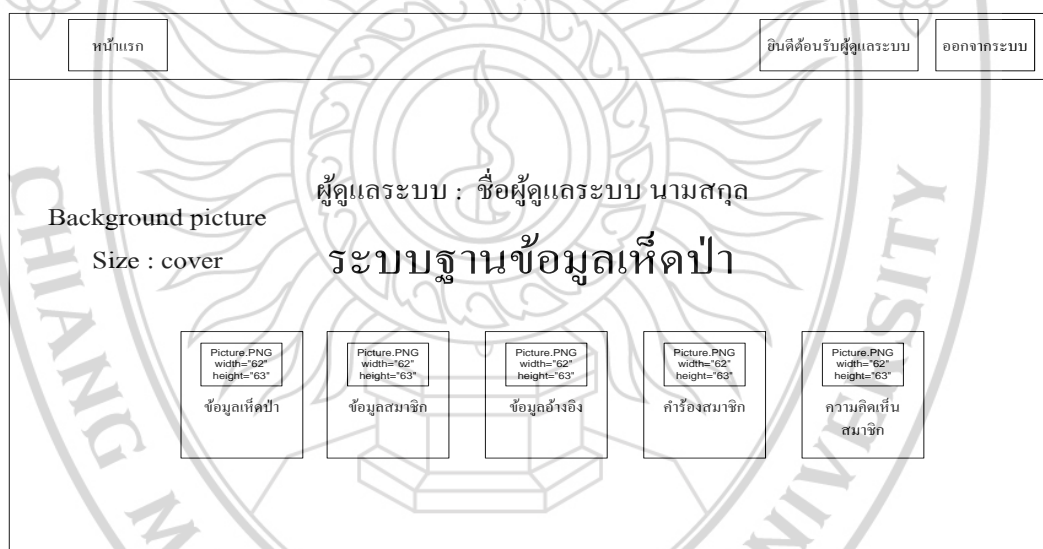 หน้าแรก
ยินดีต้อนรับผู้ดูแลระบบ
ออกจากระบบ
ผู้ดูแลระบบ : ชื่อผู้ดูแลระบบ นามสกุล
Background picture
Size : cover
ระบบฐานข้อมูลเห็ดป่า
Picture.PNG
width="62"
height="63"
ข้อมูลเห็ดป่า
Picture.PNG
width="62"
height="63"
ข้อมูลสมาชิก
Picture.PNG
width="62"
height="63"
ข้อมูลอ้างอิง
Picture.PNG
width="62"
height="63"
คำร้องสมาชิก
Picture.PNG
width="62"
height="63"
ความคิดเห็น
สมาชิก
CHIANG M
NIVERSITY